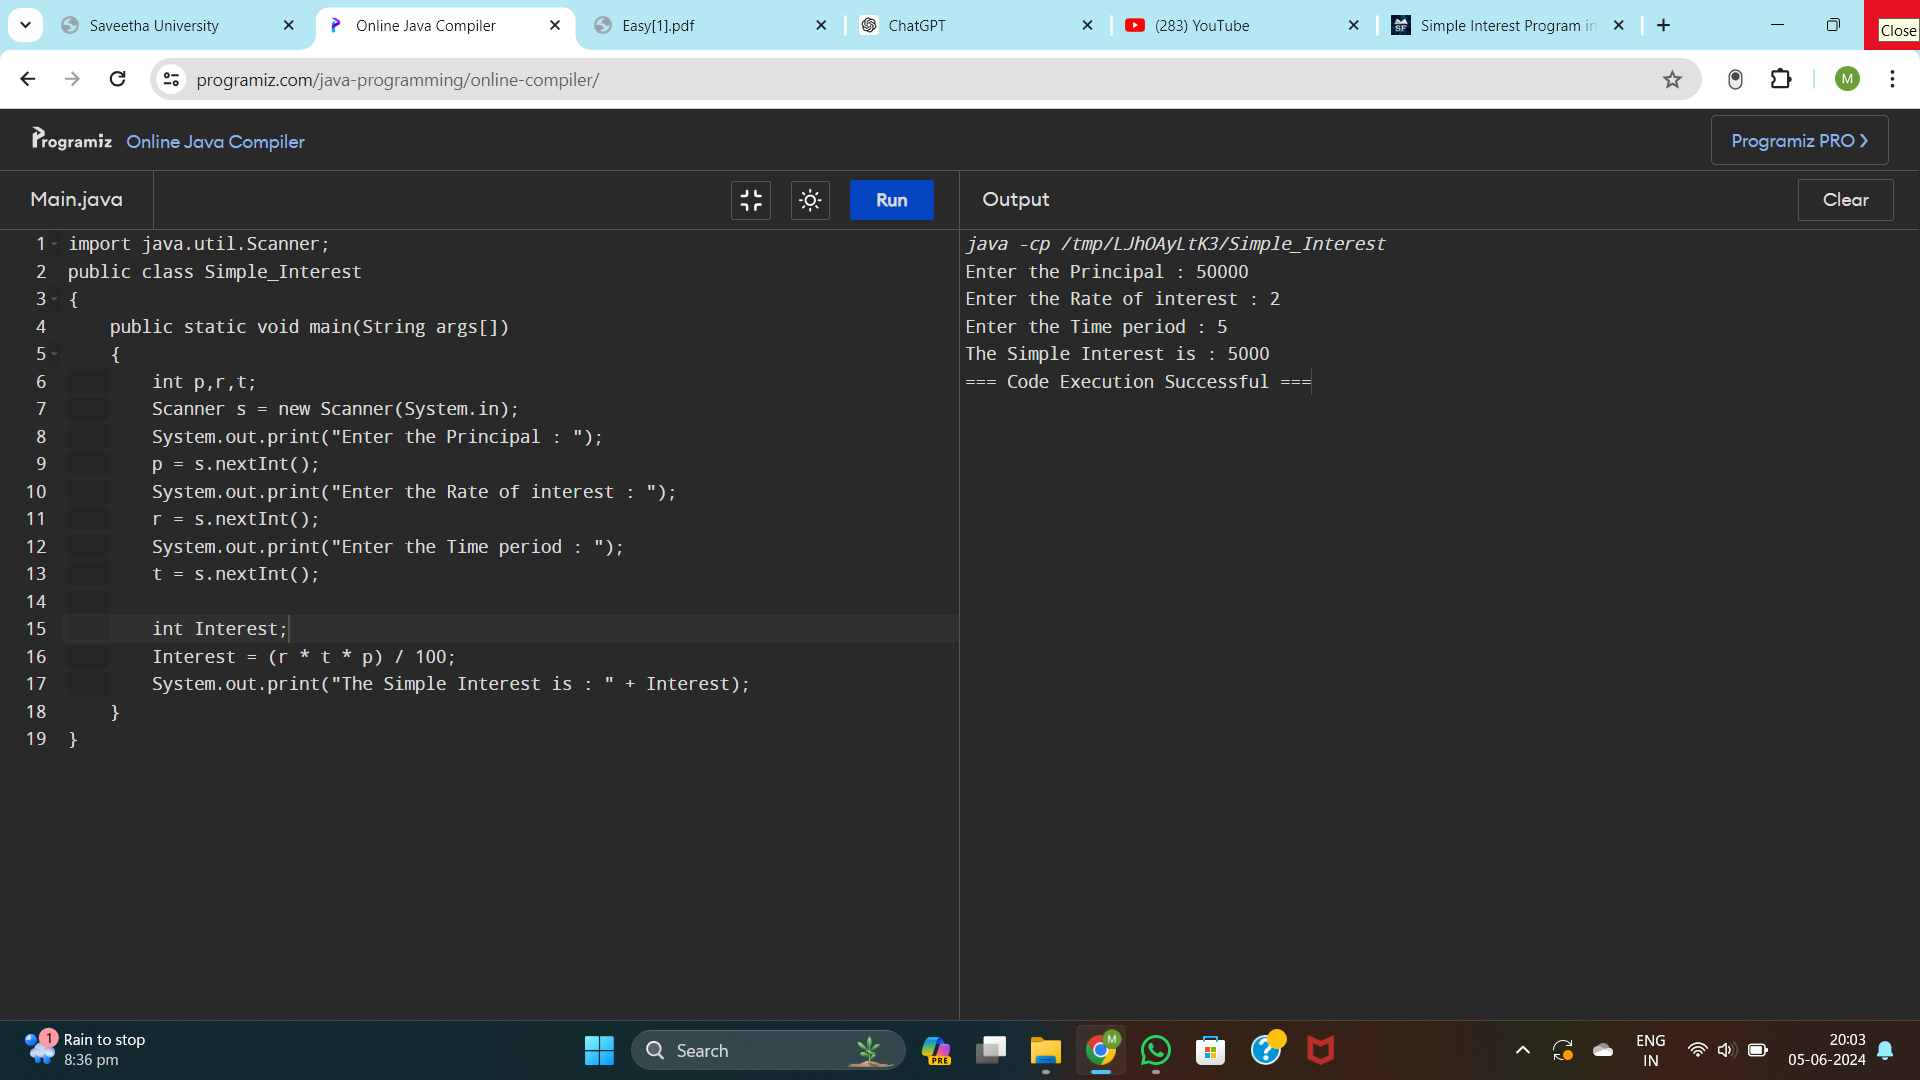 Saveetha University
Online Java Compiler
Easy[1].pdf
ChatGPT
(283) YouTube
Simple Interest Program in
Close
programiz.com/java-programming/online-compiler/
M
Programiz Online Java Compiler
Programiz PRO
Main.java
Run
Output
Clear
1 import java.util.Scanner;
2 public class Simple_Interest
3 {
4 public static void main(String args[])
5 {
6 int p,r,t;
7 Scanner s = new Scanner(System.in);
8 System.out.print("Enter the Principal : ");
9 p = s.nextInt();
10 System.out.print("Enter the Rate of interest : ");
11 r = s.nextInt();
12 System.out.print("Enter the Time period : ");
13 t = s.nextInt();
14
15 int Interest;
16 Interest = (r * t * p) / 100;
17 System.out.print("The Simple Interest is : " + Interest);
18 }
19 }
java -cp /tmp/LJhOAyLtK3/Simple_Interest
Enter the Principal : 50000
Enter the Rate of interest : 2
Enter the Time period : 5
The Simple Interest is : 5000
=== Code Execution Successful ===
1
Rain to stop
8:36 pm
Search
PRE
M
ENG
IN
20:03
05-06-2024